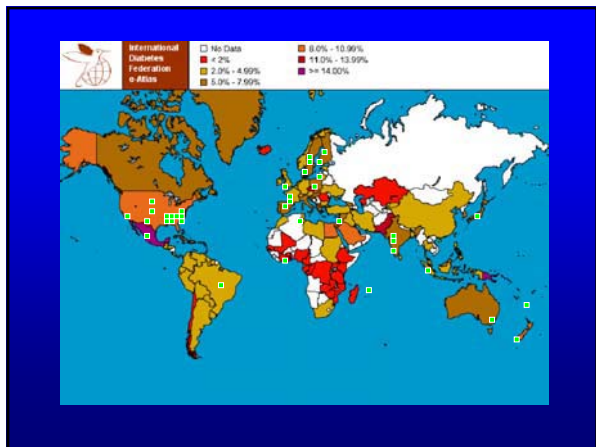 International
Diabetes
Federation
e-Atlas
No Data
< 2%
2.0% - 4.99%
5.0% - 7.99%
8.0% - 10.99%
11.0% - 13.99%
>= 14.00%